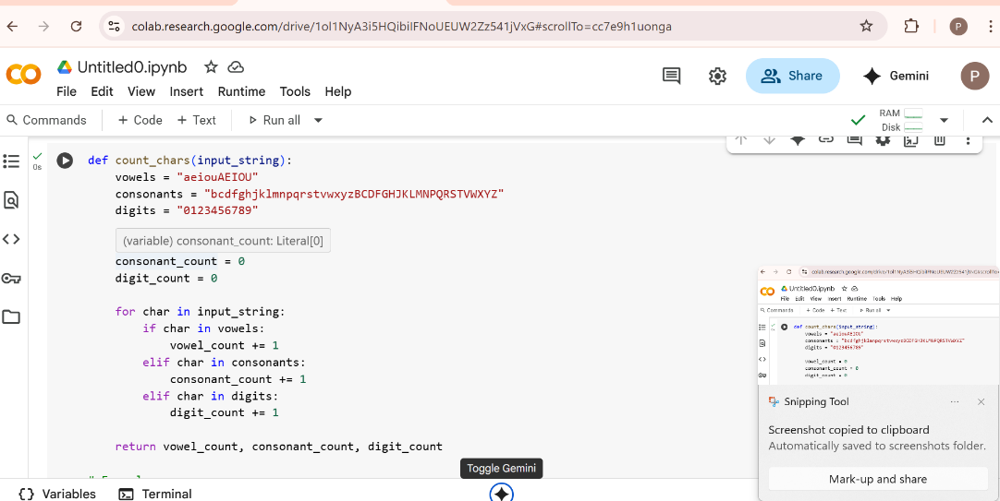 colab.research.google.com/drive/1ol1NyA3i5HQibilFNoUEUW2Zz541jVxG#scrollTo=cc7e9h1uonga
P
Untitled0.ipynb
File Edit View Insert Runtime Tools Help
Share
Gemini
P
Commands + Code + Text Run all
RAM
Disk
0s
def count_chars(input_string):
vowels = "aeiouAEIOU"
consonants = "bcdfghjklmnpqrstvwxyzBCDFGHJKLMNPQRSTVWXYZ"
digits = "0123456789"
(variable) consonant_count: Literal[0]
consonant_count = 0
digit_count = 0
for char in input_string:
if char in vowels:
vowel_count += 1
elif char in consonants:
consonant_count += 1
elif char in digits:
digit_count += 1
return vowel_count, consonant_count, digit_count
Toggle Gemini
{} Variables Terminal
Untitled0.ipynb
File Edit View Insert Runtime Tools Help
Commands + Code + Text Run all
def count_chars(input_string):
vowels = "aeiouAEIOU"
digits = "0123456789"
vowel_count = 0
consonant_count = 0
digit_count = 0
Snipping Tool
Screenshot copied to clipboard
Automatically saved to screenshots folder.
Mark-up and share